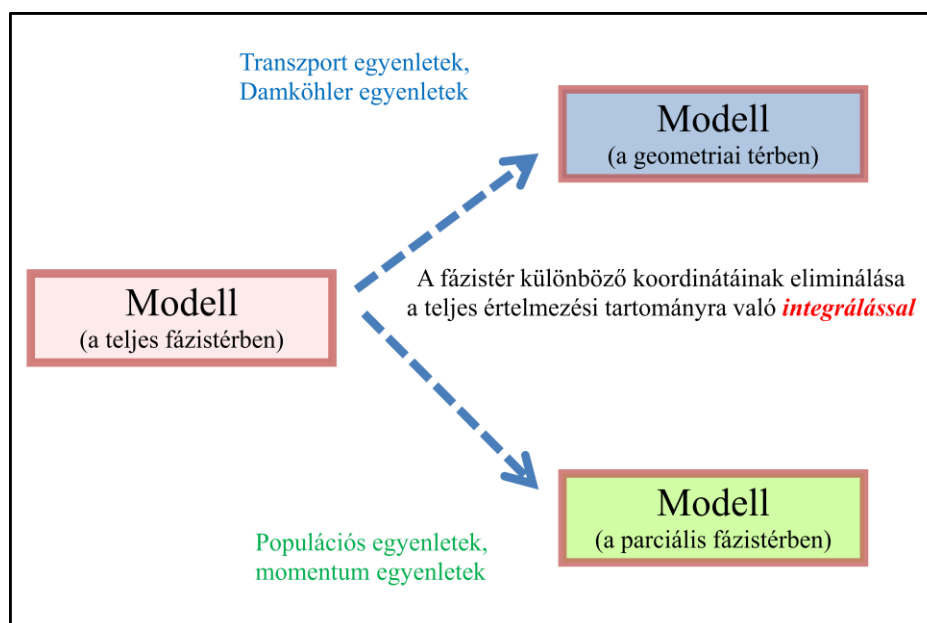 Transzport egyenletek,
Damköhler egyenletek
Modell
(a geometriai térben)
A fázistér különböző koordinátáinak eliminálása
a teljes értelmezési tartományra való integrálással
Modell
(a teljes fázistérben)
Modell
(a parciális fázistérben)
Populációs egyenletek,
momentum egyenletek